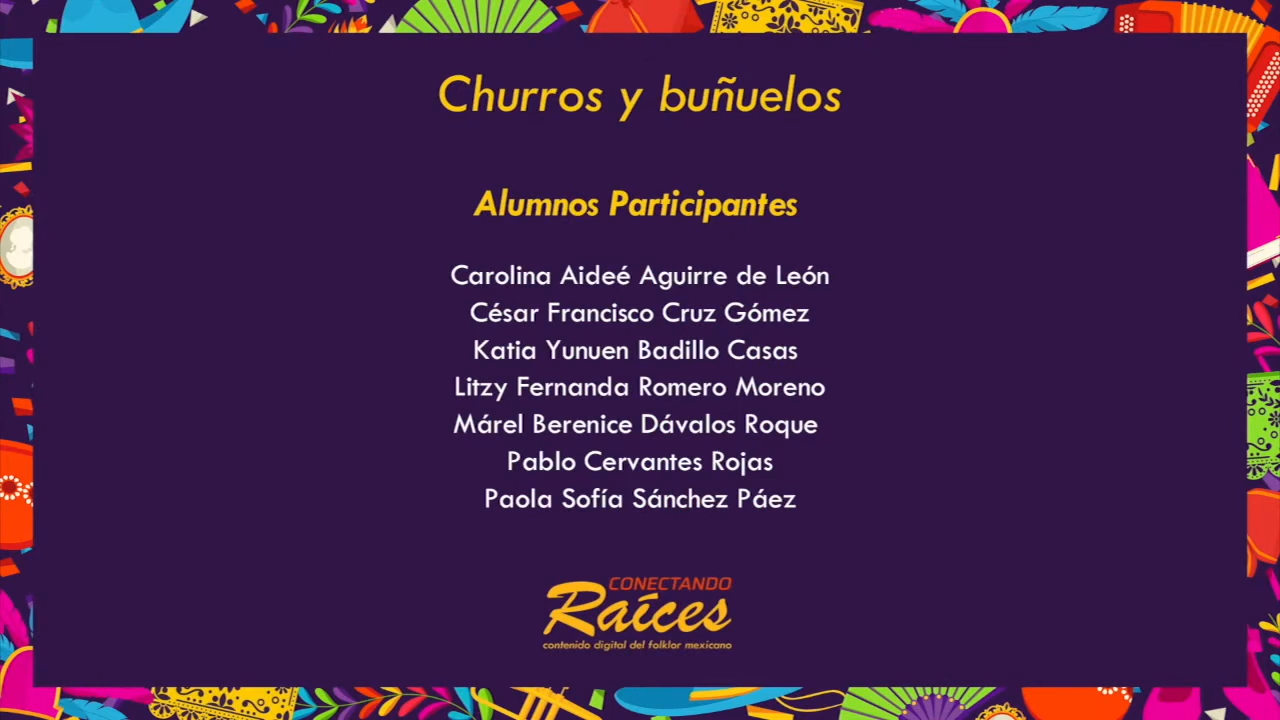 Churros y buñuelos
Alumnos Participantes
Carolina Aideé Aguirre de León
César Francisco Cruz Gómez
Katia Yunuen Badillo Casas
Litzy Fernanda Romero Moreno
Márel Berenice Dávalos Roque
Pablo Cervantes Rojas
Paola Sofía Sánchez Páez
CONECTANDO
Raíces
contenido digital del folklor mexicano